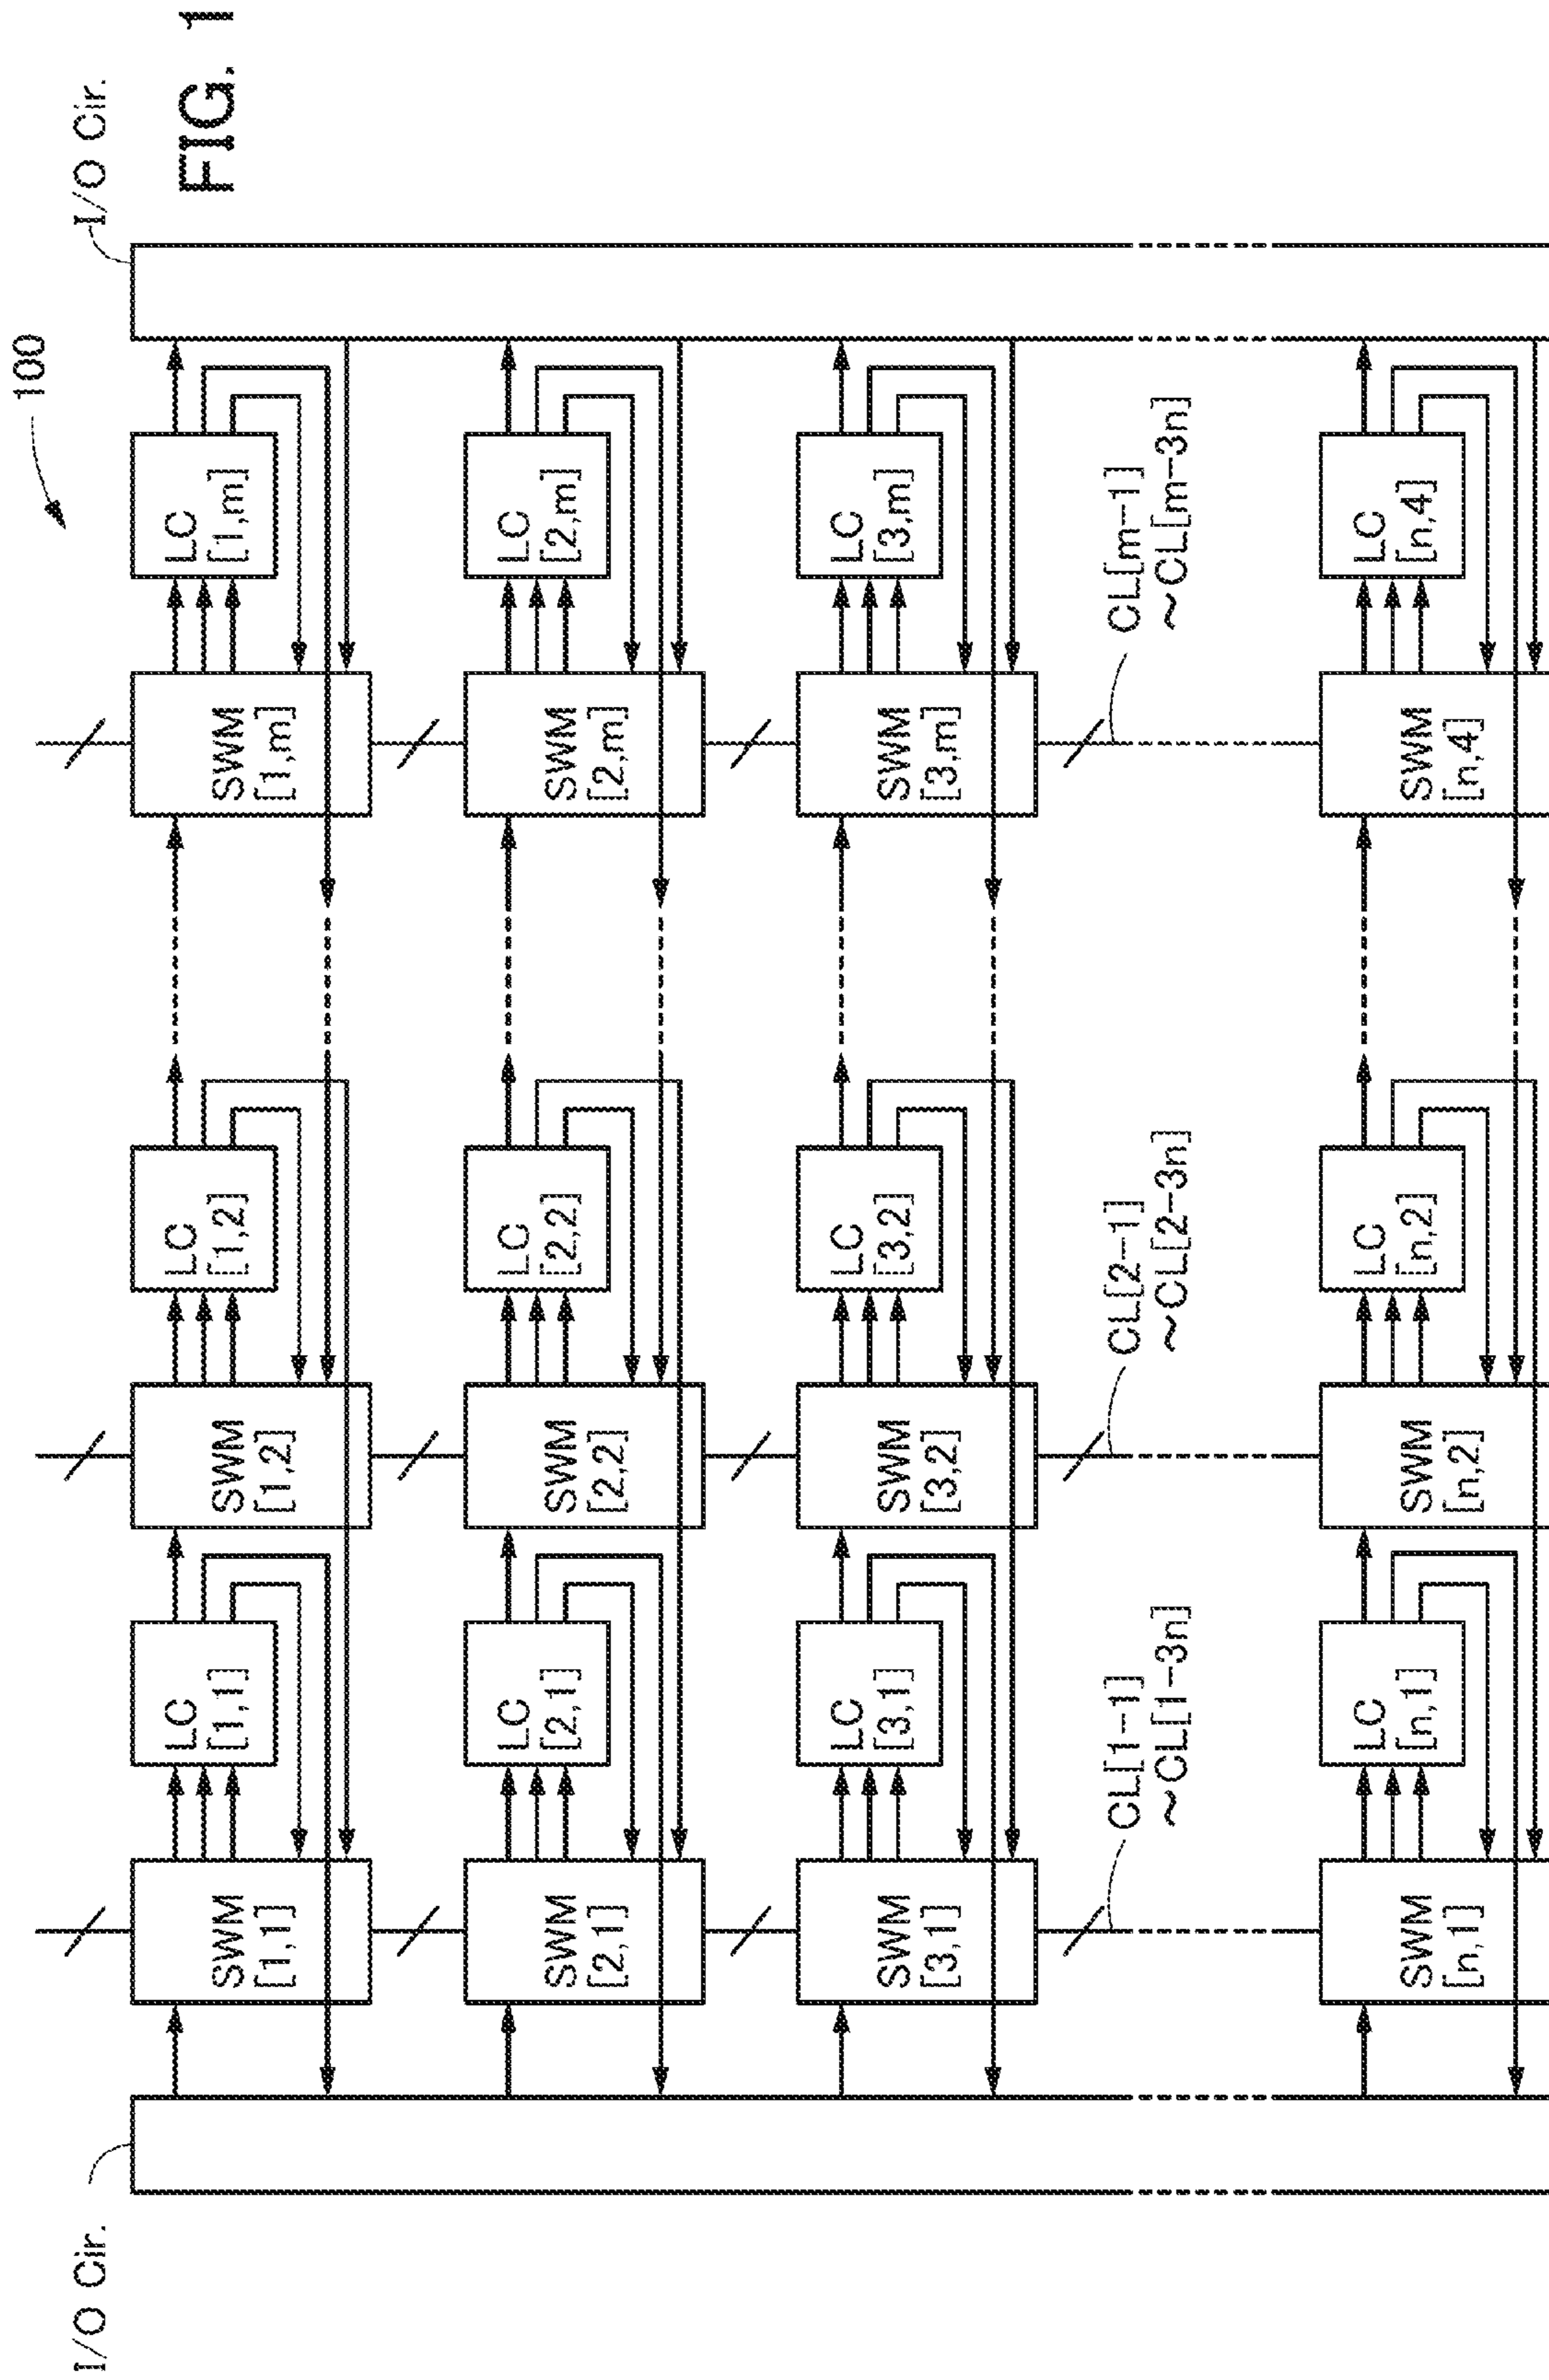 100
I/O Cir.
I/O Cir.
FIG. 1
SWM
[1,1]
LC
[1,1]
SWM
[1,2]
LC
[1,2]
SWM
[1,m]
LC
[1,m]
SWM
[2,1]
LC
[2,1]
SWM
[2,2]
LC
[2,2]
SWM
[2,m]
LC
[2,m]
SWM
[3,1]
LC
[3,1]
SWM
[3,2]
LC
[3,2]
SWM
[3,m]
LC
[3,m]
CL[1-1]
~CL[1-3n]
CL[2-1]
~CL[2-3n]
CL[m-1]
~CL[m-3n]
SWM
[n,1]
LC
[n,1]
SWM
[n,2]
LC
[n,2]
SWM
[n,4]
LC
[n,4]